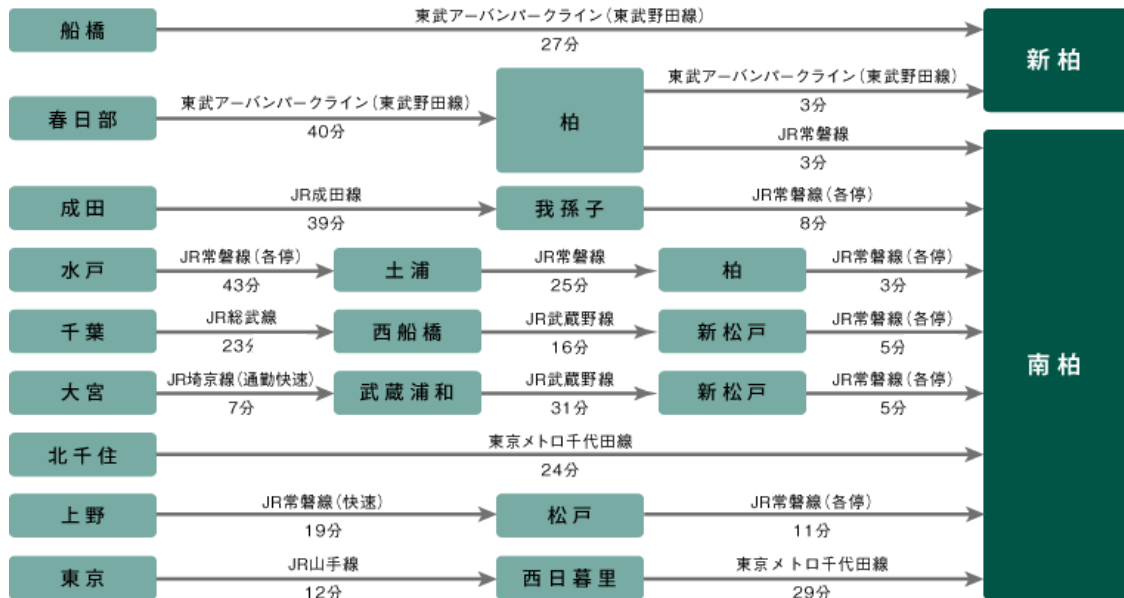 船橋
東武アーバンパークライン(東武野田線)
27分
新柏
春日部
東武アーバンパークライン(東武野田線)
40分
柏
東武アーバンパークライン(東武野田線)
3分
JR常磐線
3分
成田
JR成田線
39分
我孫子
JR常磐線(各停)
8分
水戸
JR常磐線(各停)
43分
土浦
JR常磐線
25分
柏
JR常磐線(各停)
3分
千葉
JR総武線
23分
西船橋
JR武蔵野線
16分
新松戸
JR常磐線(各停)
5分
南柏
大宮
JR埼京線(通勤快速)
7分
武蔵浦和
JR武蔵野線
31分
新松戸
JR常磐線(各停)
5分
北千住
東京メトロ千代田線
24分
上野
JR常磐線(快速)
19分
松戸
JR常磐線(各停)
11分
東京
JR山手線
12分
西日暮里
東京メトロ千代田線
29分